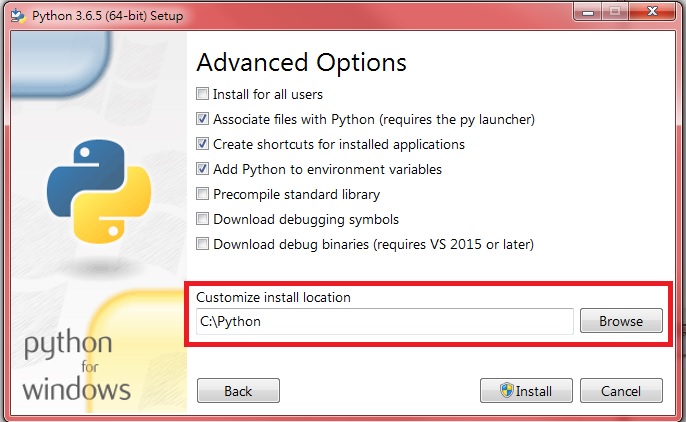 Python 3.6.5 (64-bit) Setup
Advanced Options
Install for all users
Associate files with Python (requires the py launcher)
Create shortcuts for installed applications
Add Python to environment variables
Precompile standard library
Download debugging symbols
Download debug binaries (requires VS 2015 or later)
Customize install location
C:\Python
Browse
python
for
windows
Back
Install
Cancel